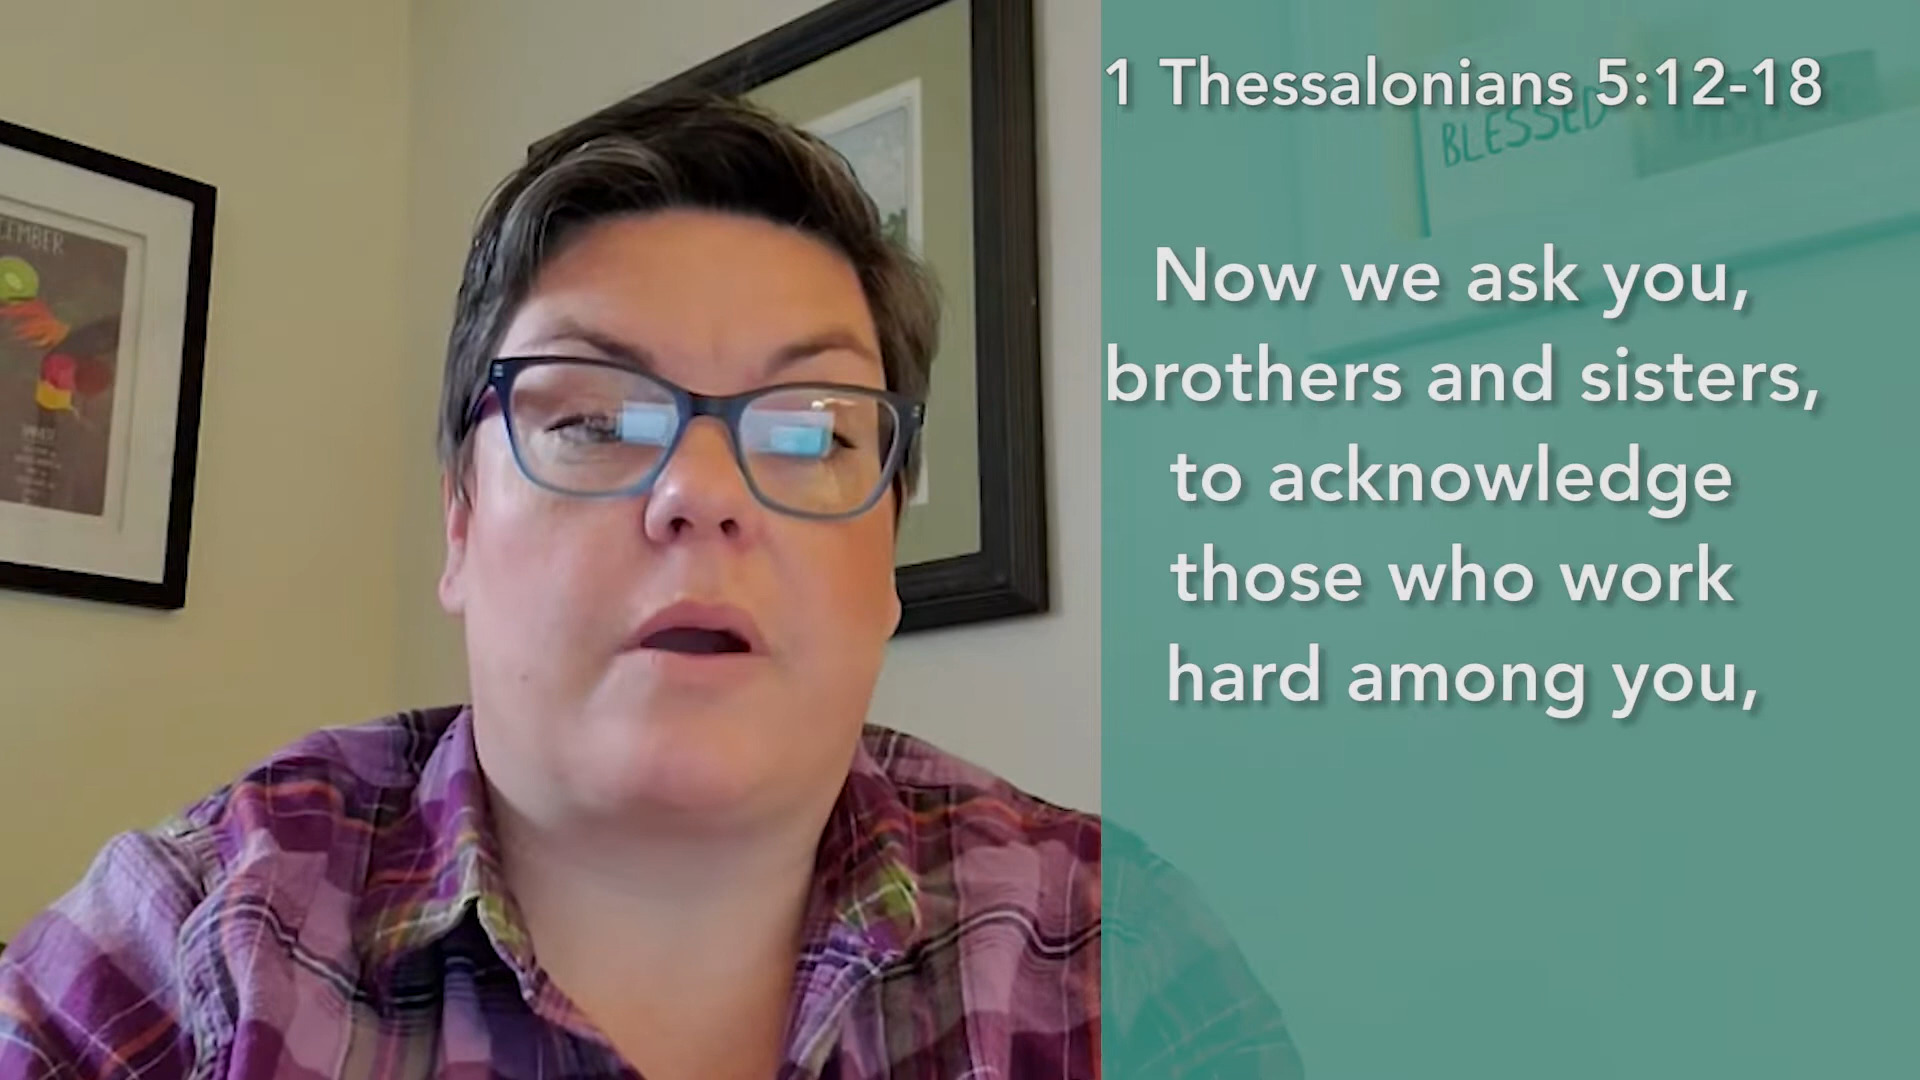 1 Thessalonians 5:12-18
BLESSED
Now we ask you,
brothers and sisters,
to acknowledge
those who work
hard among you,
CEMBER